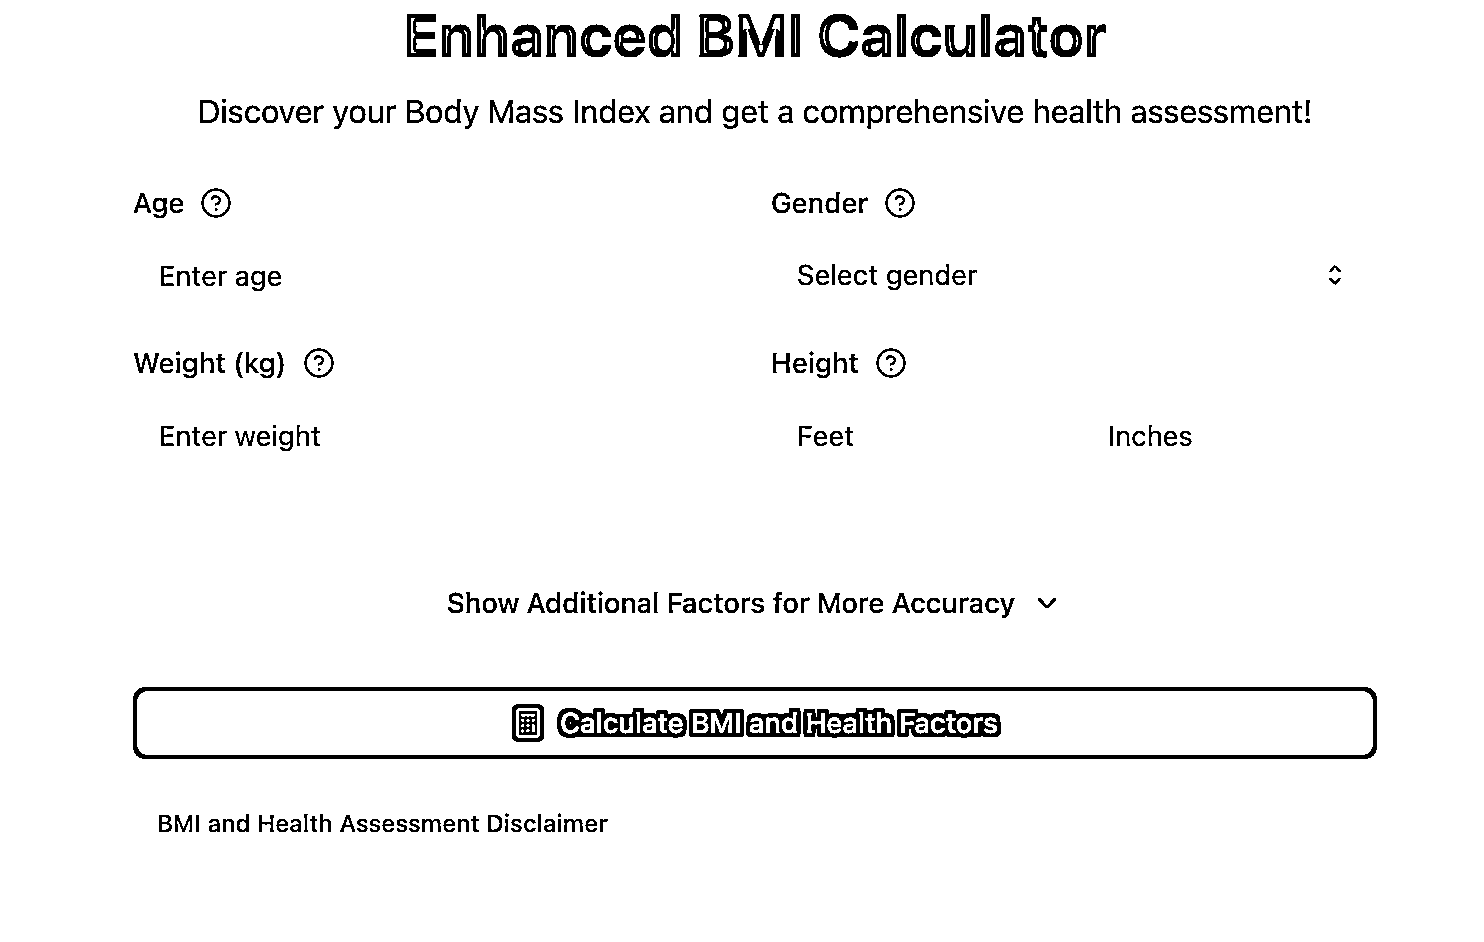 Enhanced BMI Calculator
Discover your Body Mass Index and get a comprehensive health assessment!
Age ?
Gender ?
Enter age
Select gender
Weight (kg) ?
Height ?
Enter weight
Feet
Inches
Show Additional Factors for More Accuracy
Calculate BMI and Health Factors
BMI and Health Assessment Disclaimer